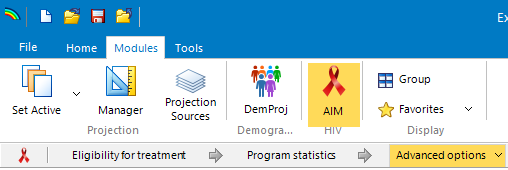 Ex
File Home Modules Tools
Set Active Manager Projection Sources DemProj AIM Group
Favorites
Projection Demogra... HIV Display
Eligibility for treatment Program statistics Advanced options